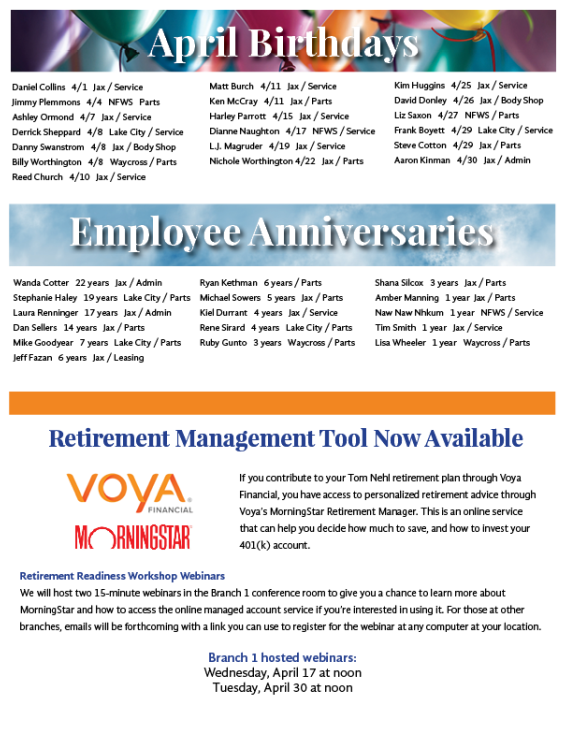 April Birthdays
Daniel Collins 4/1 Jax / Service
Jimmy Plemmons 4/4 NFWS Parts
Ashley Ormond 4/7 Jax / Service
Derrick Sheppard 4/8 Lake City / Service
Danny Swanstrom 4/8 Jax / Body Shop
Billy Worthington 4/8 Waycross / Parts
Reed Church 4/10 Jax / Service
Matt Burch 4/11 Jax / Service
Ken McCray 4/11 Jax / Parts
Harley Parrott 4/15 Jax / Service
Dianne Naughton 4/17 NFWS / Service
L.J. Magruder 4/19 Jax / Service
Nichole Worthington 4/22 Jax / Parts
Kim Huggins 4/25 Jax / Service
David Donley 4/26 Jax / Body Shop
Liz Saxon 4/27 NFWS / Parts
Frank Boyett 4/29 Lake City / Service
Steve Cotton 4/29 Jax / Parts
Aaron Kinman 4/30 Jax / Admin
Employee Anniversaries
Wanda Cotter 22 years Jax / Admin
Stephanie Haley 19 years Lake City / Parts
Laura Renninger 17 years Jax / Admin
Dan Sellers 14 years Jax / Parts
Mike Goodyear 7 years Lake City / Parts
Jeff Fazan 6 years Jax / Leasing
Ryan Kethman 6 years / Parts
Michael Sowers 5 years Jax / Parts
Kiel Durrant 4 years Jax / Service
Rene Sirard 4 years Lake City / Parts
Ruby Gunto 3 years Waycross / Parts
Shana Silcox 3 years Jax / Parts
Amber Manning 1 year Jax / Parts
Naw Naw Nhkum 1 year NFWS / Service
Tim Smith 1 year Jax / Service
Lisa Wheeler 1 year Waycross / Parts
Retirement Management Tool Now Available
VOYA
FINANCIAL
MORNINGSTAR
If you contribute to your Tom Nehl retirement plan through Voya
Financial, you have access to personalized retirement advice through
Voya's MorningStar Retirement Manager. This is an online service
that can help you decide how much to save, and how to invest your
401(k) account.
Retirement Readiness Workshop Webinars
We will host two 15-minute webinars in the Branch 1 conference room to give you a chance to learn more about
MorningStar and how to access the online managed account service if you're interested in using it. For those at other
branches, emails will be forthcoming with a link you can use to register for the webinar at any computer at your location.
Branch 1 hosted webinars:
Wednesday, April 17 at noon
Tuesday, April 30 at noon